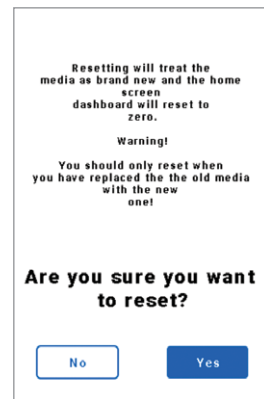 Resetting will treat the
media as brand new and the home
screen
dashboard will reset to
zero.
Warning!
You should only reset when
you have replaced the the old media
with the new
one!
Are you sure you want
to reset?
No
Yes